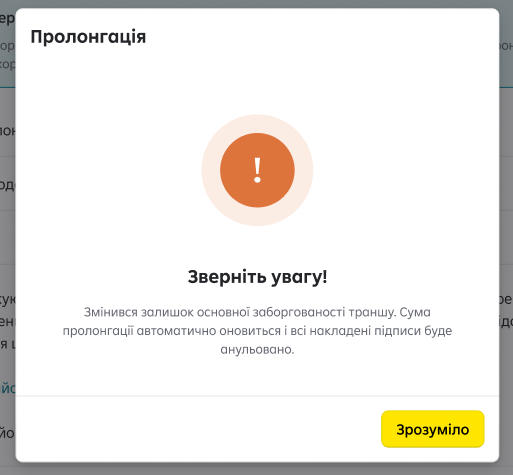 Пролонгація
!
Зверніть увагу!
Змінився залишок основної заборгованості траншу. Сума
пролонгації автоматично оновиться і всі накладені підписи буде
анульовано.
Зрозуміло